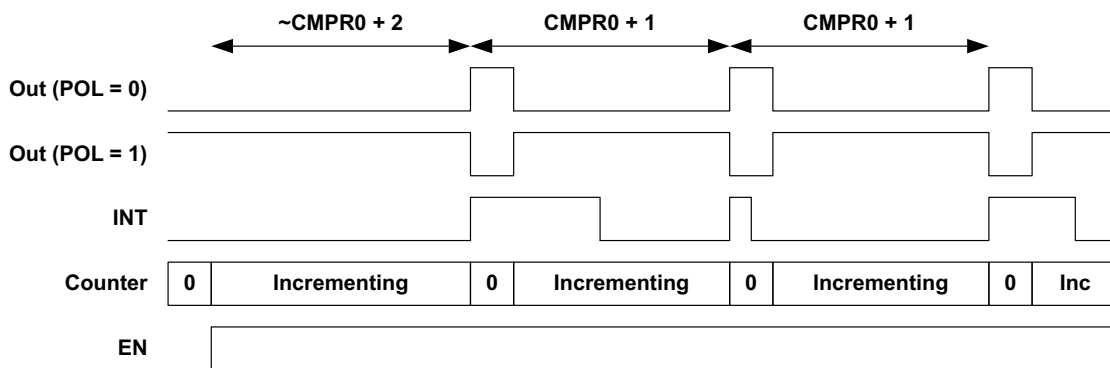 ~CMPR0 + 2 CMPR0 + 1 CMPR0 + 1
Out (POL = 0)
Out (POL = 1)
INT
Counter 0 Incrementing 0 Incrementing 0 Incrementing 0 Inc
EN